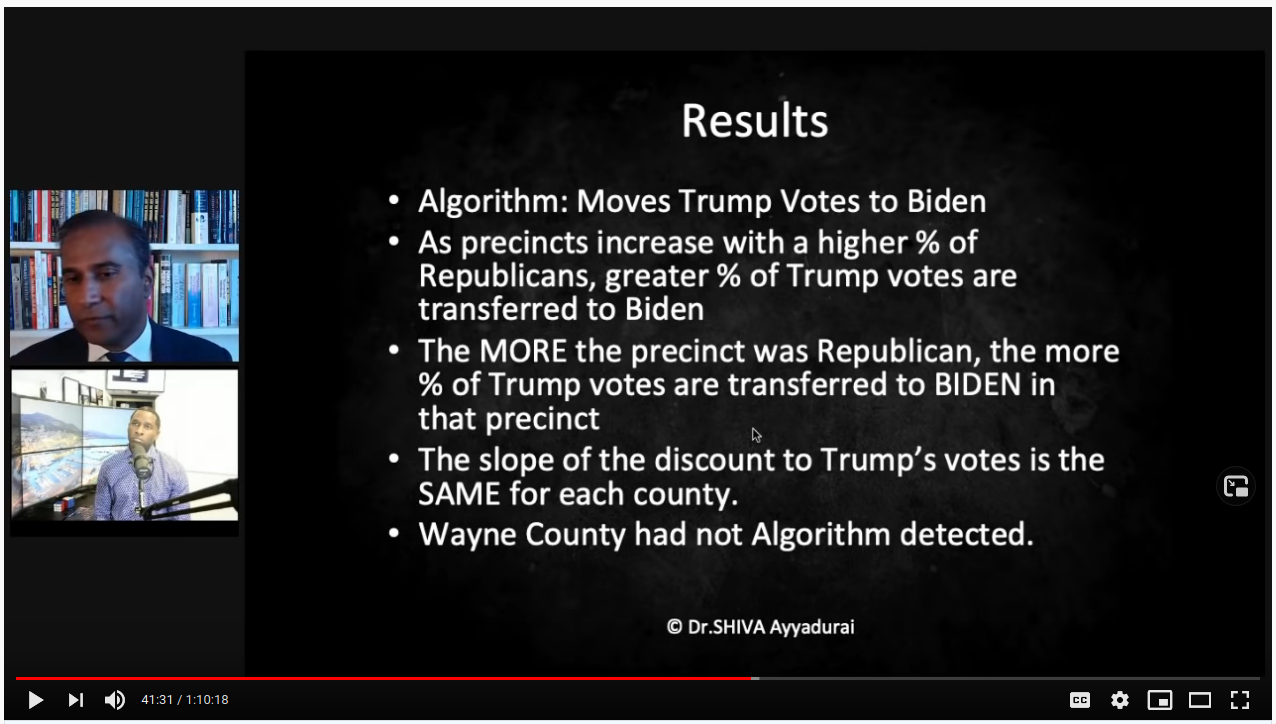 Results
• Algorithm: Moves Trump Votes to Biden
• As precincts increase with a higher % of
Republicans, greater % of Trump votes are
transferred to Biden
• The MORE the precinct was Republican, the more
% of Trump votes are transferred to BIDEN in
that precinct
• The slope of the discount to Trump’s votes is the
SAME for each county.
• Wayne County had not Algorithm detected.
© Dr.SHIVA Ayyadurai
41:31 / 1:10:18
CC